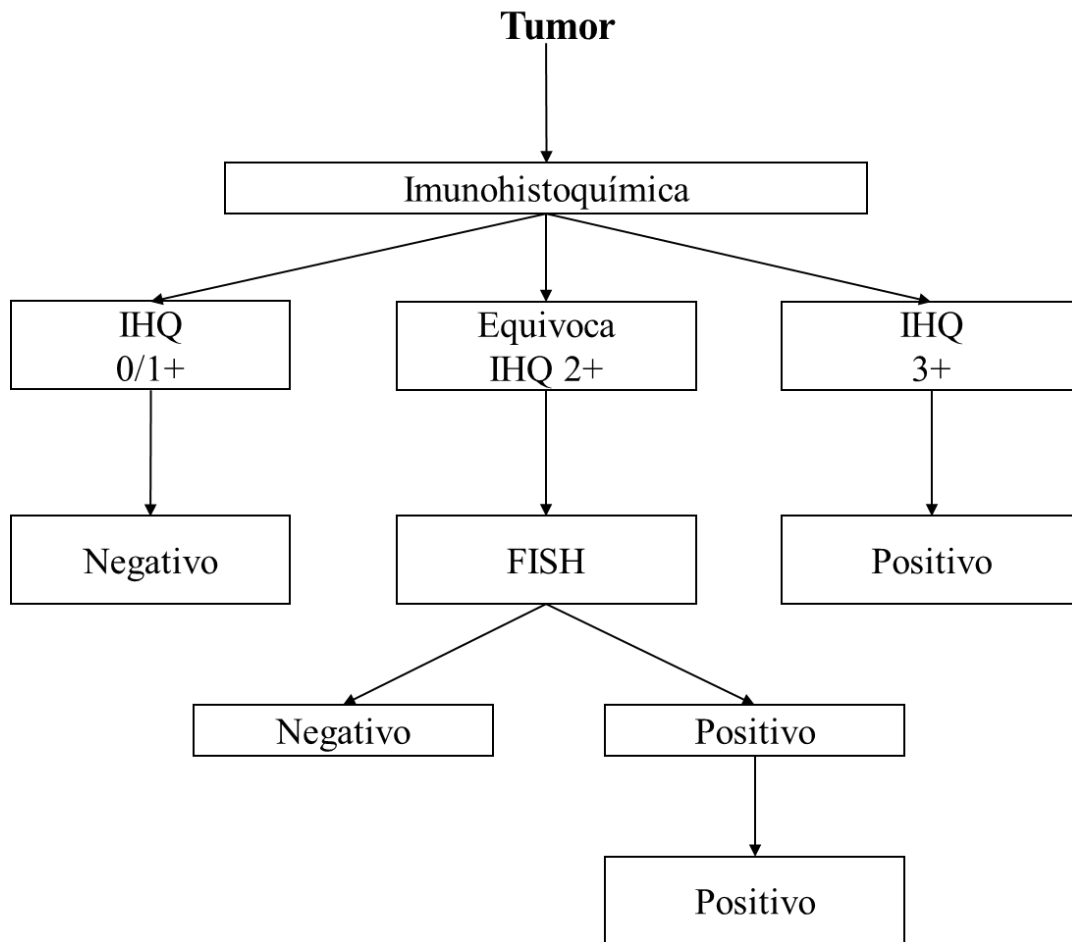 Tumor
Imunohistoquímica
IHQ
0/1+
Equivoca
IHQ 2+
IHQ
3+
Negativo
FISH
Positivo
Negativo
Positivo
Positivo